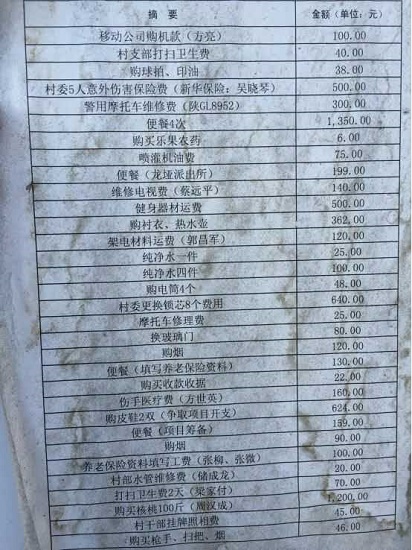 摘 要 金额（单位：元）
移动公司购机款（方亮） 100.00
村支部打扫卫生费 40.00
购球拍、印油 38.00
村委5人意外伤害保险费（新华保险：吴晓琴） 500.00
警用摩托车维修费（陕GL8952） 300.00
便餐4次 1,350.00
购买乐果农药 6.00
喷灌机油费 75.00
便餐（龙垭派出所） 199.00
维修电视费（蔡远平） 140.00
健身器材运费 500.00
购衬衣、热水壶 362.00
架电材料运费（郭昌军） 120.00
纯净水一件 25.00
纯净水四件 100.00
购电筒4个 48.00
村委更换锁芯8个费用 640.00
摩托车修理费 25.00
换玻璃门 80.00
购烟 120.00
便餐（填写养老保险资料） 130.00
购买收款收据 22.00
伤手医疗费（方世英） 160.00
购皮鞋2双（争取项目开支） 624.00
便餐（项目筹备） 189.00
购烟 90.00
养老保险资料填写工费（张柳、张微） 100.00
村部水管维修费（储成龙） 20.00
打扫卫生费2天（梁家付） 70.00
购买核桃100斤（周汉成） 1,200.00
村干部挂牌照相费 45.00
购买枪手、扫把、烟 46.00